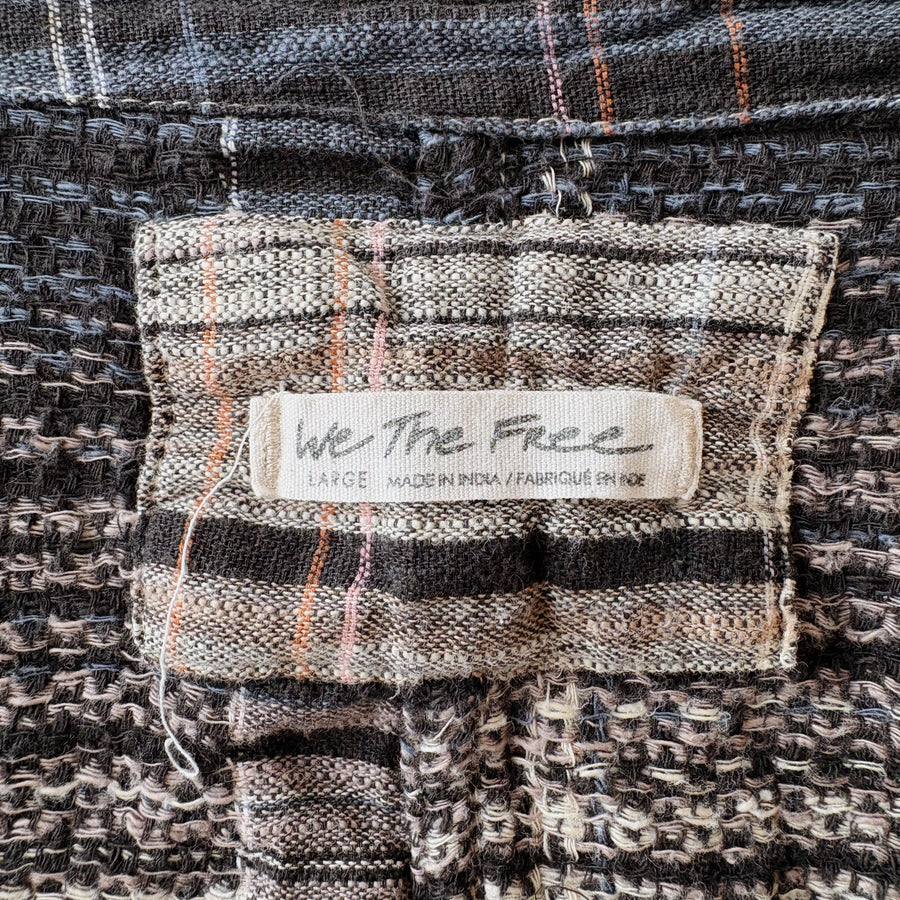 We The Free
LARGE MADE IN INDIA / FABRIQUÉ EN INDE